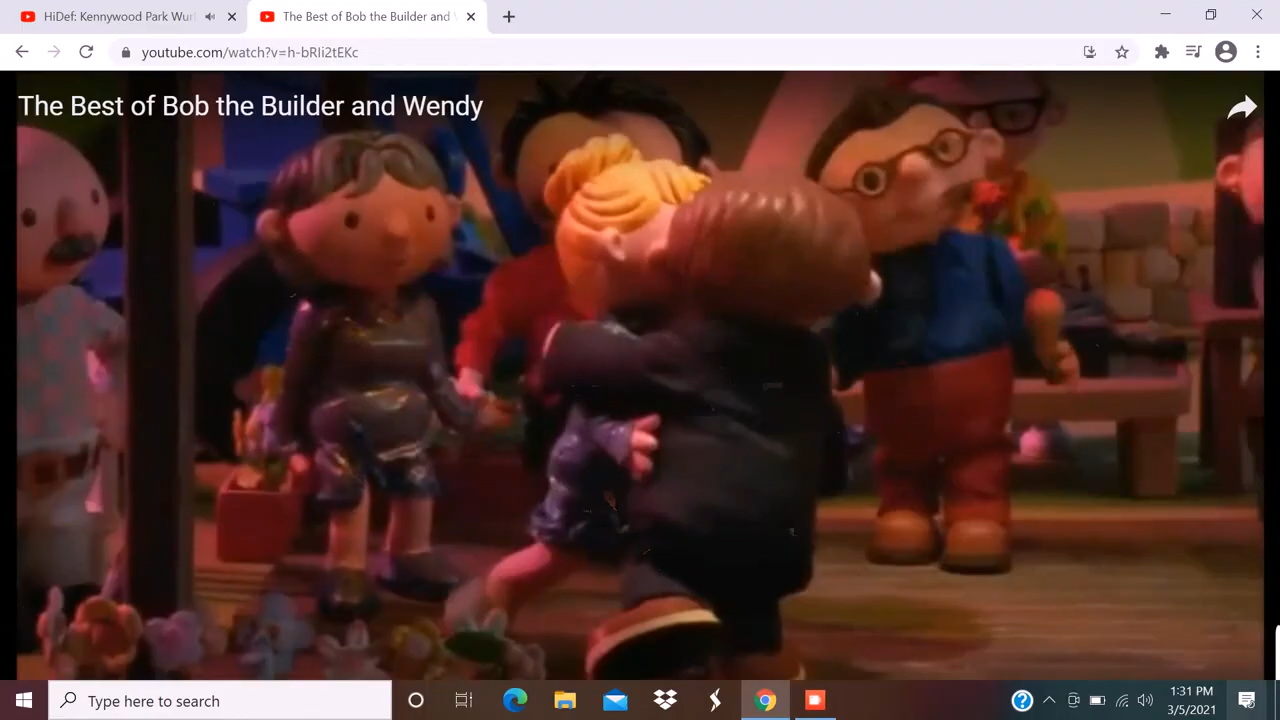 HiDef: Kennywood Park Wur
The Best of Bob the Builder and
youtube.com/watch?v=h-bRIi2tEKc
The Best of Bob the Builder and Wendy
Type here to search
1:31 PM
3/5/2021